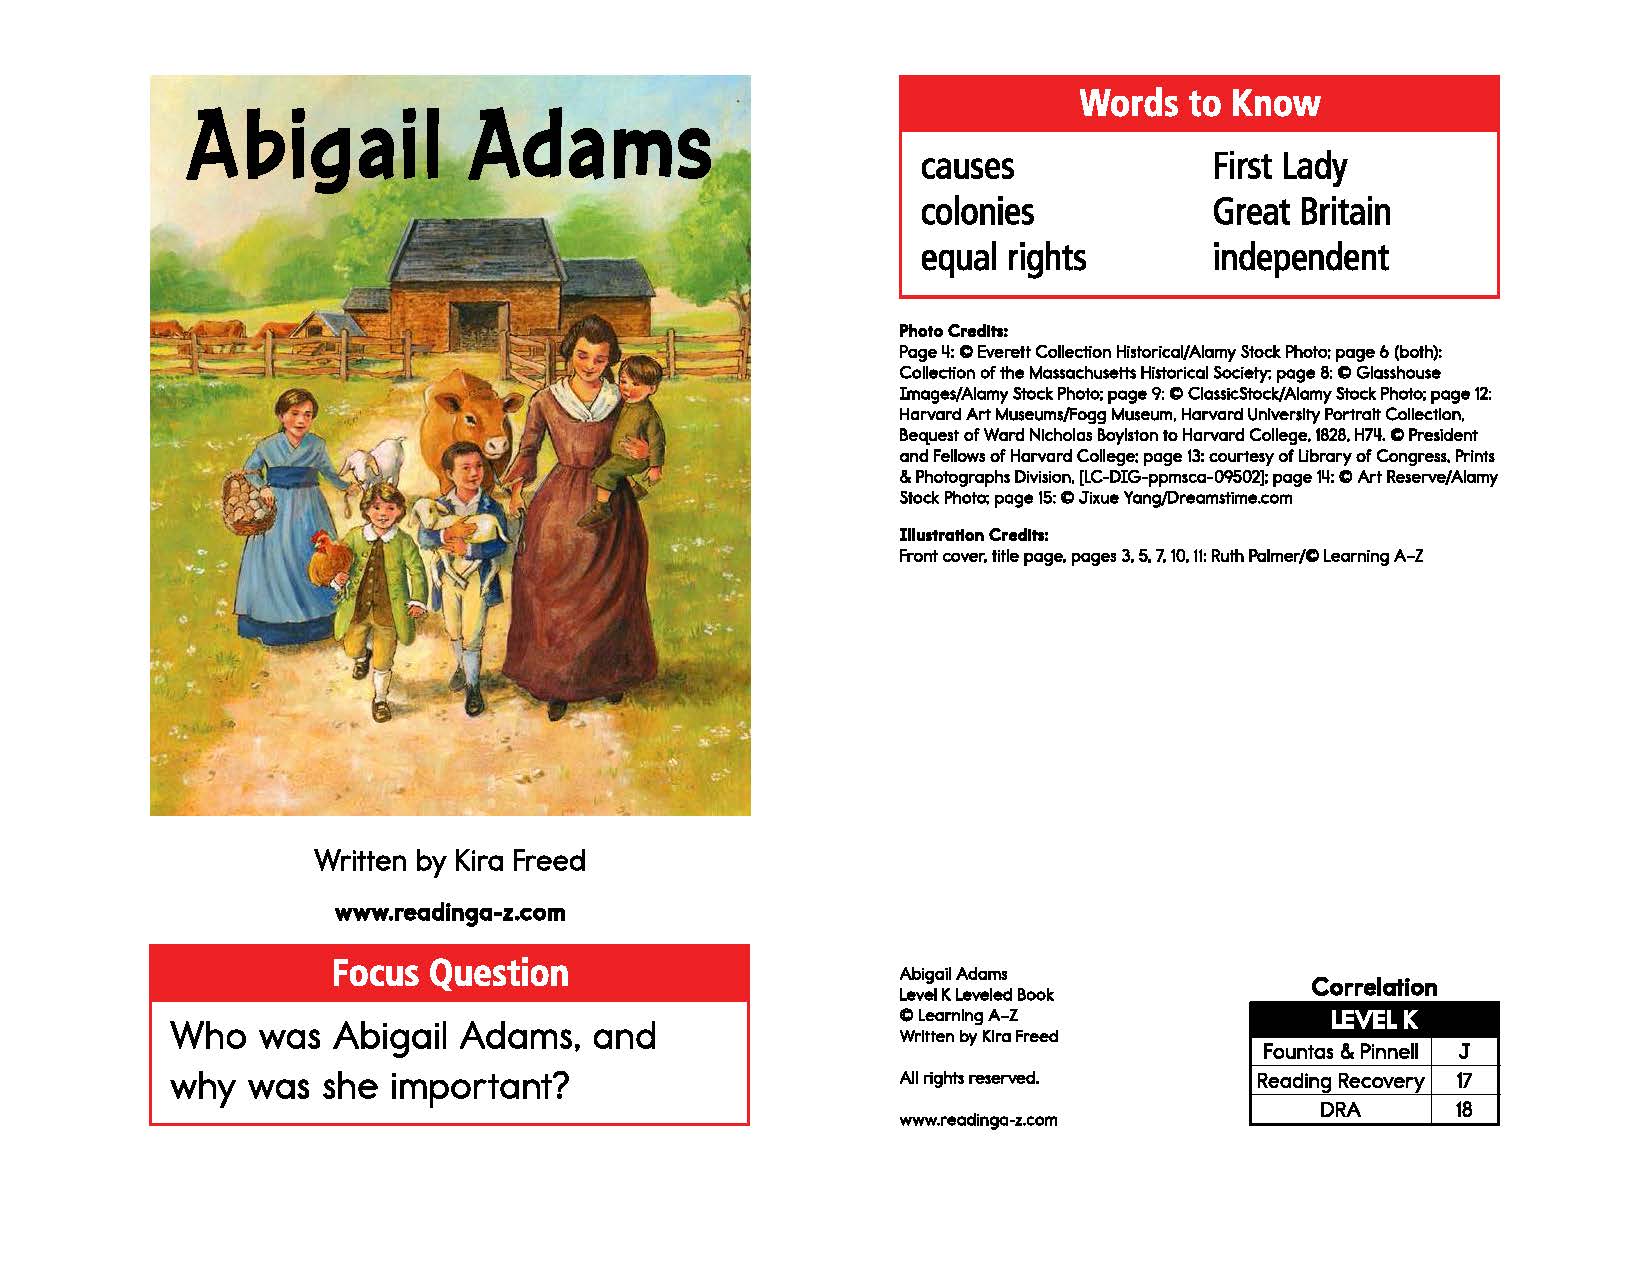 Abigail Adams
Written by Kira Freed
www.readinga-z.com
Focus Question
Who was Abigail Adams, and
why was she important?
Words to Know
causes
colonies
equal rights
First Lady
Great Britain
independent
Photo Credits:
Page 4: © Everett Collection Historical/Alamy Stock Photo; page 6 (both):
Collection of the Massachusetts Historical Society; page 8: © Glasshouse
Images/Alamy Stock Photo; page 9: © ClassicStock/Alamy Stock Photo; page 12:
Harvard Art Museums/Fogg Museum, Harvard University Portrait Collection,
Bequest of Ward Nicholas Boylston to Harvard College, 1828, H74. © President
and Fellows of Harvard College; page 13: courtesy of Library of Congress, Prints
& Photographs Division, [LC-DIG-ppmsca-09502]; page 14: © Art Reserve/Alamy
Stock Photo; page 15: © Jixue Yang/Dreamstime.com
Illustration Credits:
Front cover, title page, pages 3, 5, 7, 10, 11: Ruth Palmer/© Learning A–Z
Abigail Adams
Level K Leveled Book
© Learning A–Z
Written by Kira Freed
All rights reserved.
www.readinga-z.com
Correlation
LEVEL K
Fountas & Pinnell J
Reading Recovery 17
DRA 18